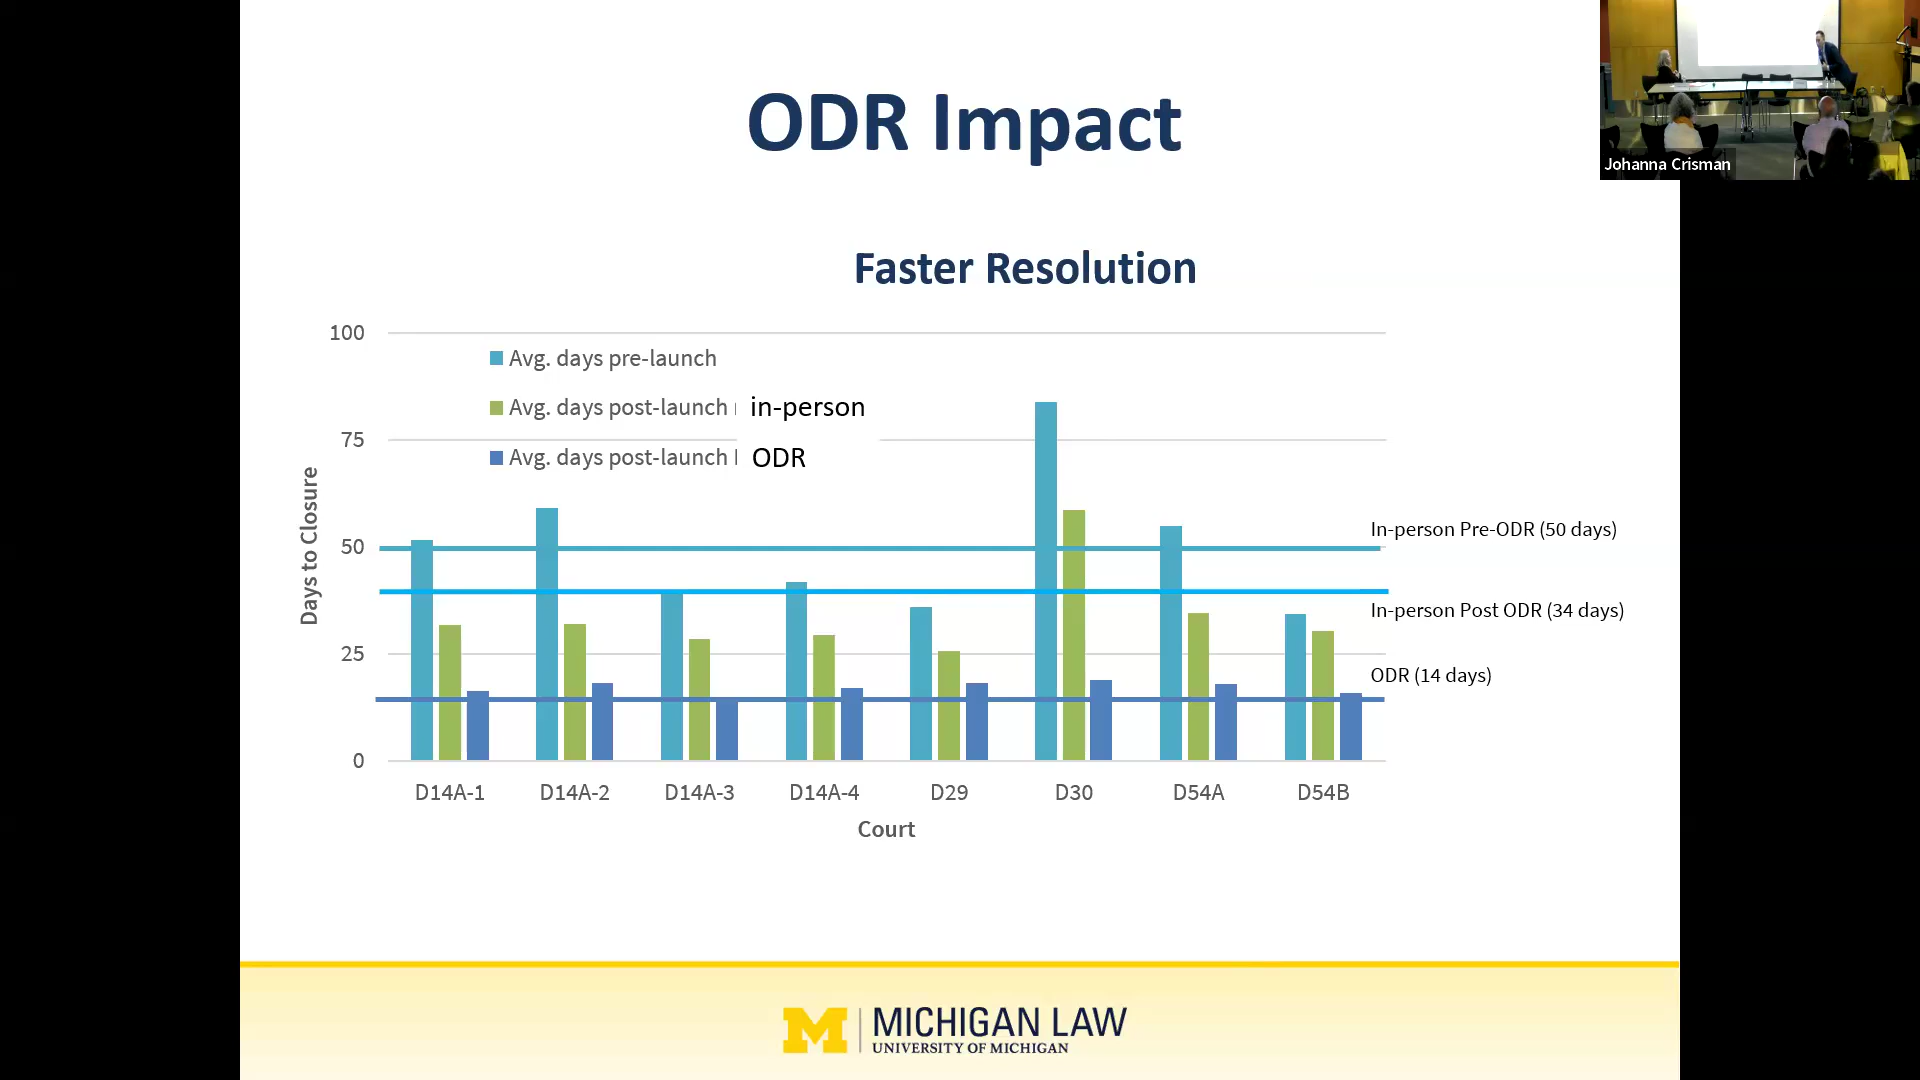 ODR Impact
Johanna Crisman
Faster Resolution
100
75
50
25
0
Days to Closure
Avg. days pre-launch
Avg. days post-launch in-person
Avg. days post-launch ODR
In-person Pre-ODR (50 days)
In-person Post ODR (34 days)
ODR (14 days)
D14A-1 D14A-2 D14A-3 D14A-4 D29 D30 D54A D54B
Court
M MICHIGAN LAW
UNIVERSITY OF MICHIGAN